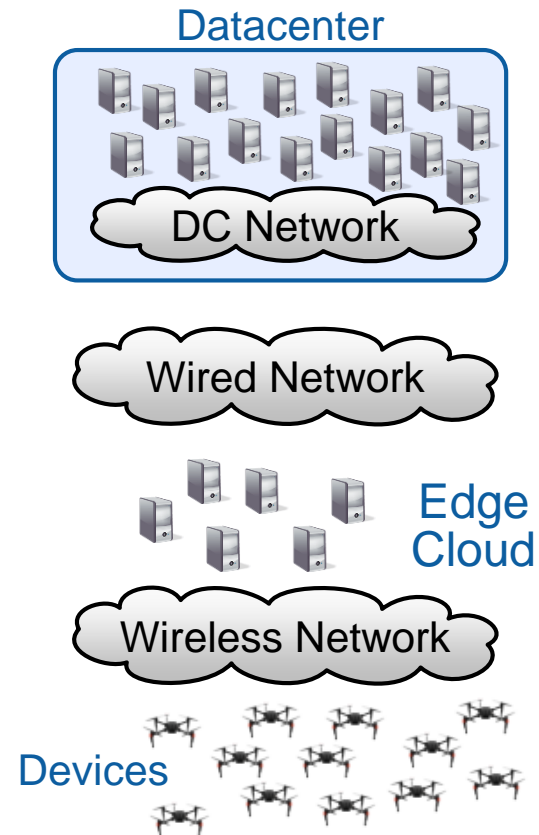 Datacenter
DC Network
Wired Network
Edge
Cloud
Wireless Network
Devices